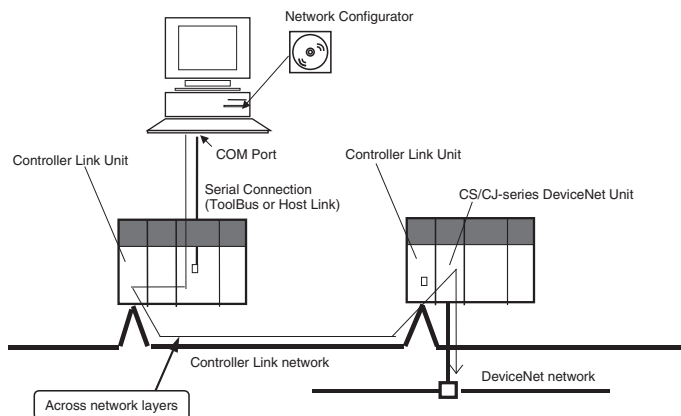 Network Configurator
COM Port
Controller Link Unit
Controller Link Unit
Serial Connection
(ToolBus or Host Link)
CS/CJ-series DeviceNet Unit
Controller Link network
DeviceNet network
Across network layers